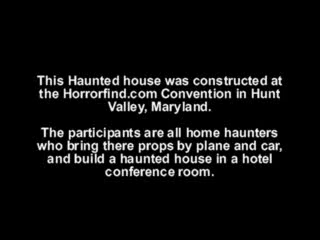 This Haunted house was constructed at
the Horrorfind.com Convention in Hunt
Valley, Maryland.
The participants are all home haunters
who bring there props by plane and car,
and build a haunted house in a hotel
conference room.